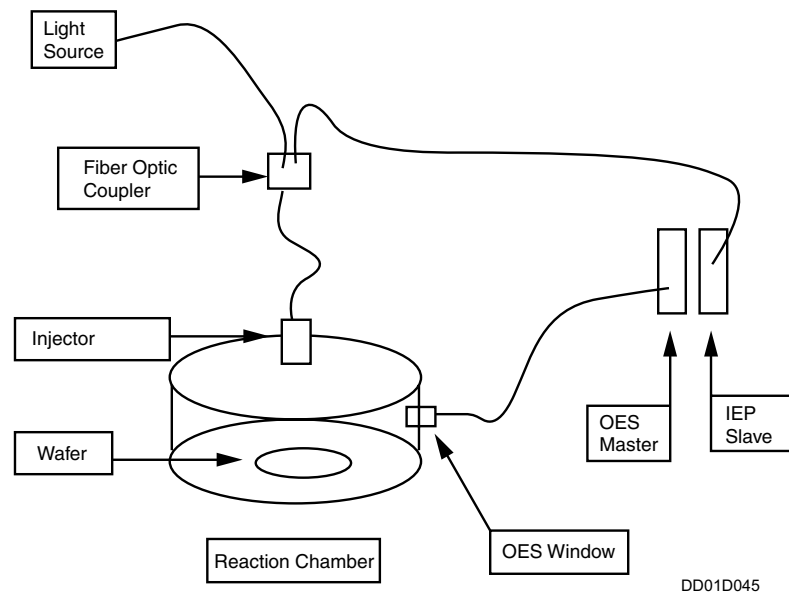 Light
Source
Fiber Optic
Coupler
Injector
OES
Master
IEP
Slave
Wafer
OES Window
Reaction Chamber
DD01D045